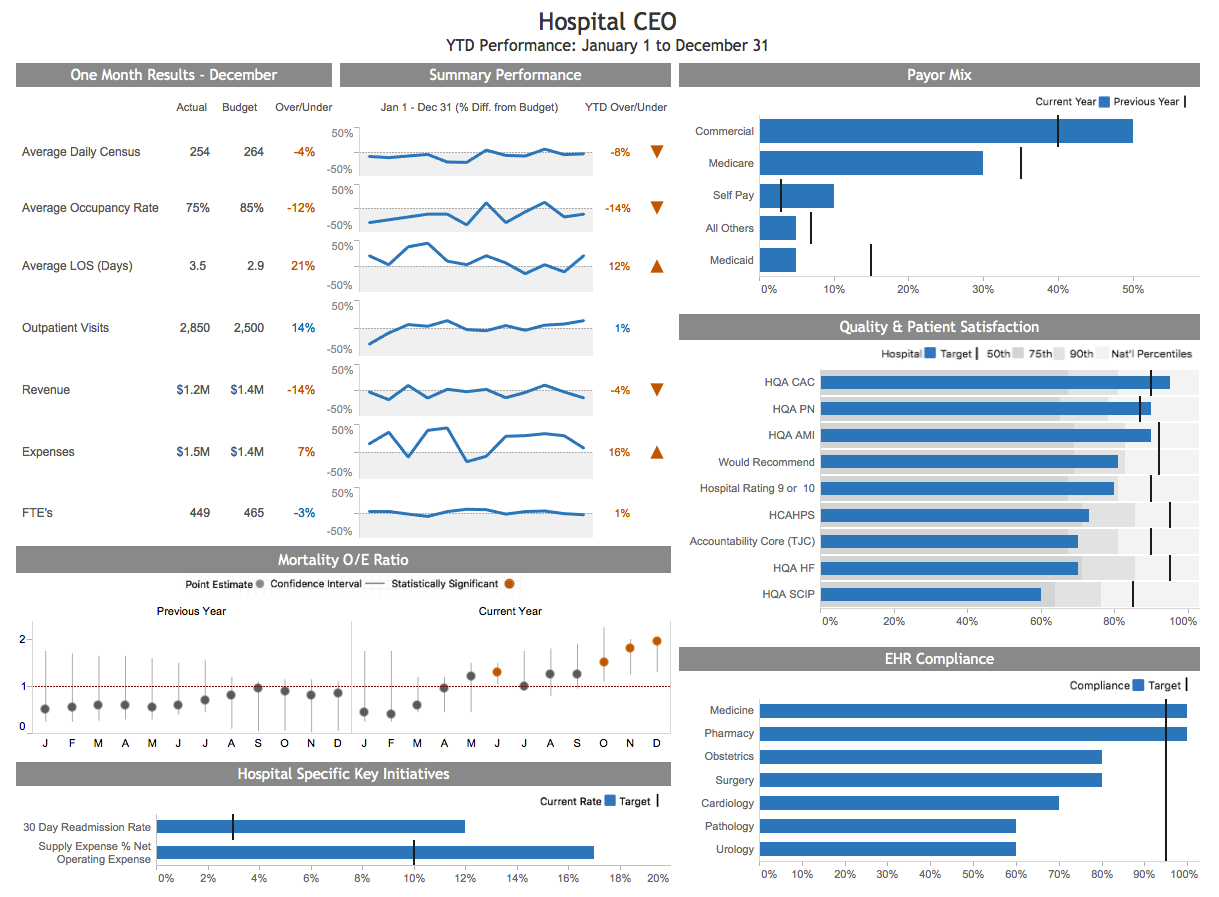 Hospital CEO
YTD Performance: January 1 to December 31
One Month Results - December
Actual Budget Over/Under
Average Daily Census 254 264 -4%
Average Occupancy Rate 75% 85% -12%
Average LOS (Days) 3.5 2.9 21%
Outpatient Visits 2,850 2,500 14%
Revenue $1.2M $1.4M -14%
Expenses $1.5M $1.4M 7%
FTE's 449 465 -3%
Summary Performance
Jan 1 - Dec 31 (% Diff. from Budget) YTD Over/Under
50%
-50%
-8%
50%
-50%
-14%
50%
-50%
12%
50%
-50%
1%
50%
-50%
-4%
50%
-50%
16%
50%
-50%
1%
Payor Mix
Current Year Previous Year
Commercial
Medicare
Self Pay
All Others
Medicaid
0% 10% 20% 30% 40% 50%
Quality & Patient Satisfaction
Hospital Target 50th 75th 90th Nat'l Percentiles
HQA CAC
HQA PN
HQA AMI
Would Recommend
Hospital Rating 9 or 10
HCAHPS
Accountability Core (TJC)
HQA HF
HQA SCIP
0% 20% 40% 60% 80% 100%
Mortality O/E Ratio
Point Estimate Confidence Interval Statistically Significant
Previous Year Current Year
2
1
0
J F M A M J J A S O N D J F M A M J J A S O N D
Hospital Specific Key Initiatives
Current Rate Target
30 Day Readmission Rate
Supply Expense % Net
Operating Expense
0% 2% 4% 6% 8% 10% 12% 14% 16% 18% 20%
EHR Compliance
Compliance Target
Medicine
Pharmacy
Obstetrics
Surgery
Cardiology
Pathology
Urology
0% 10% 20% 30% 40% 50% 60% 70% 80% 90% 100%